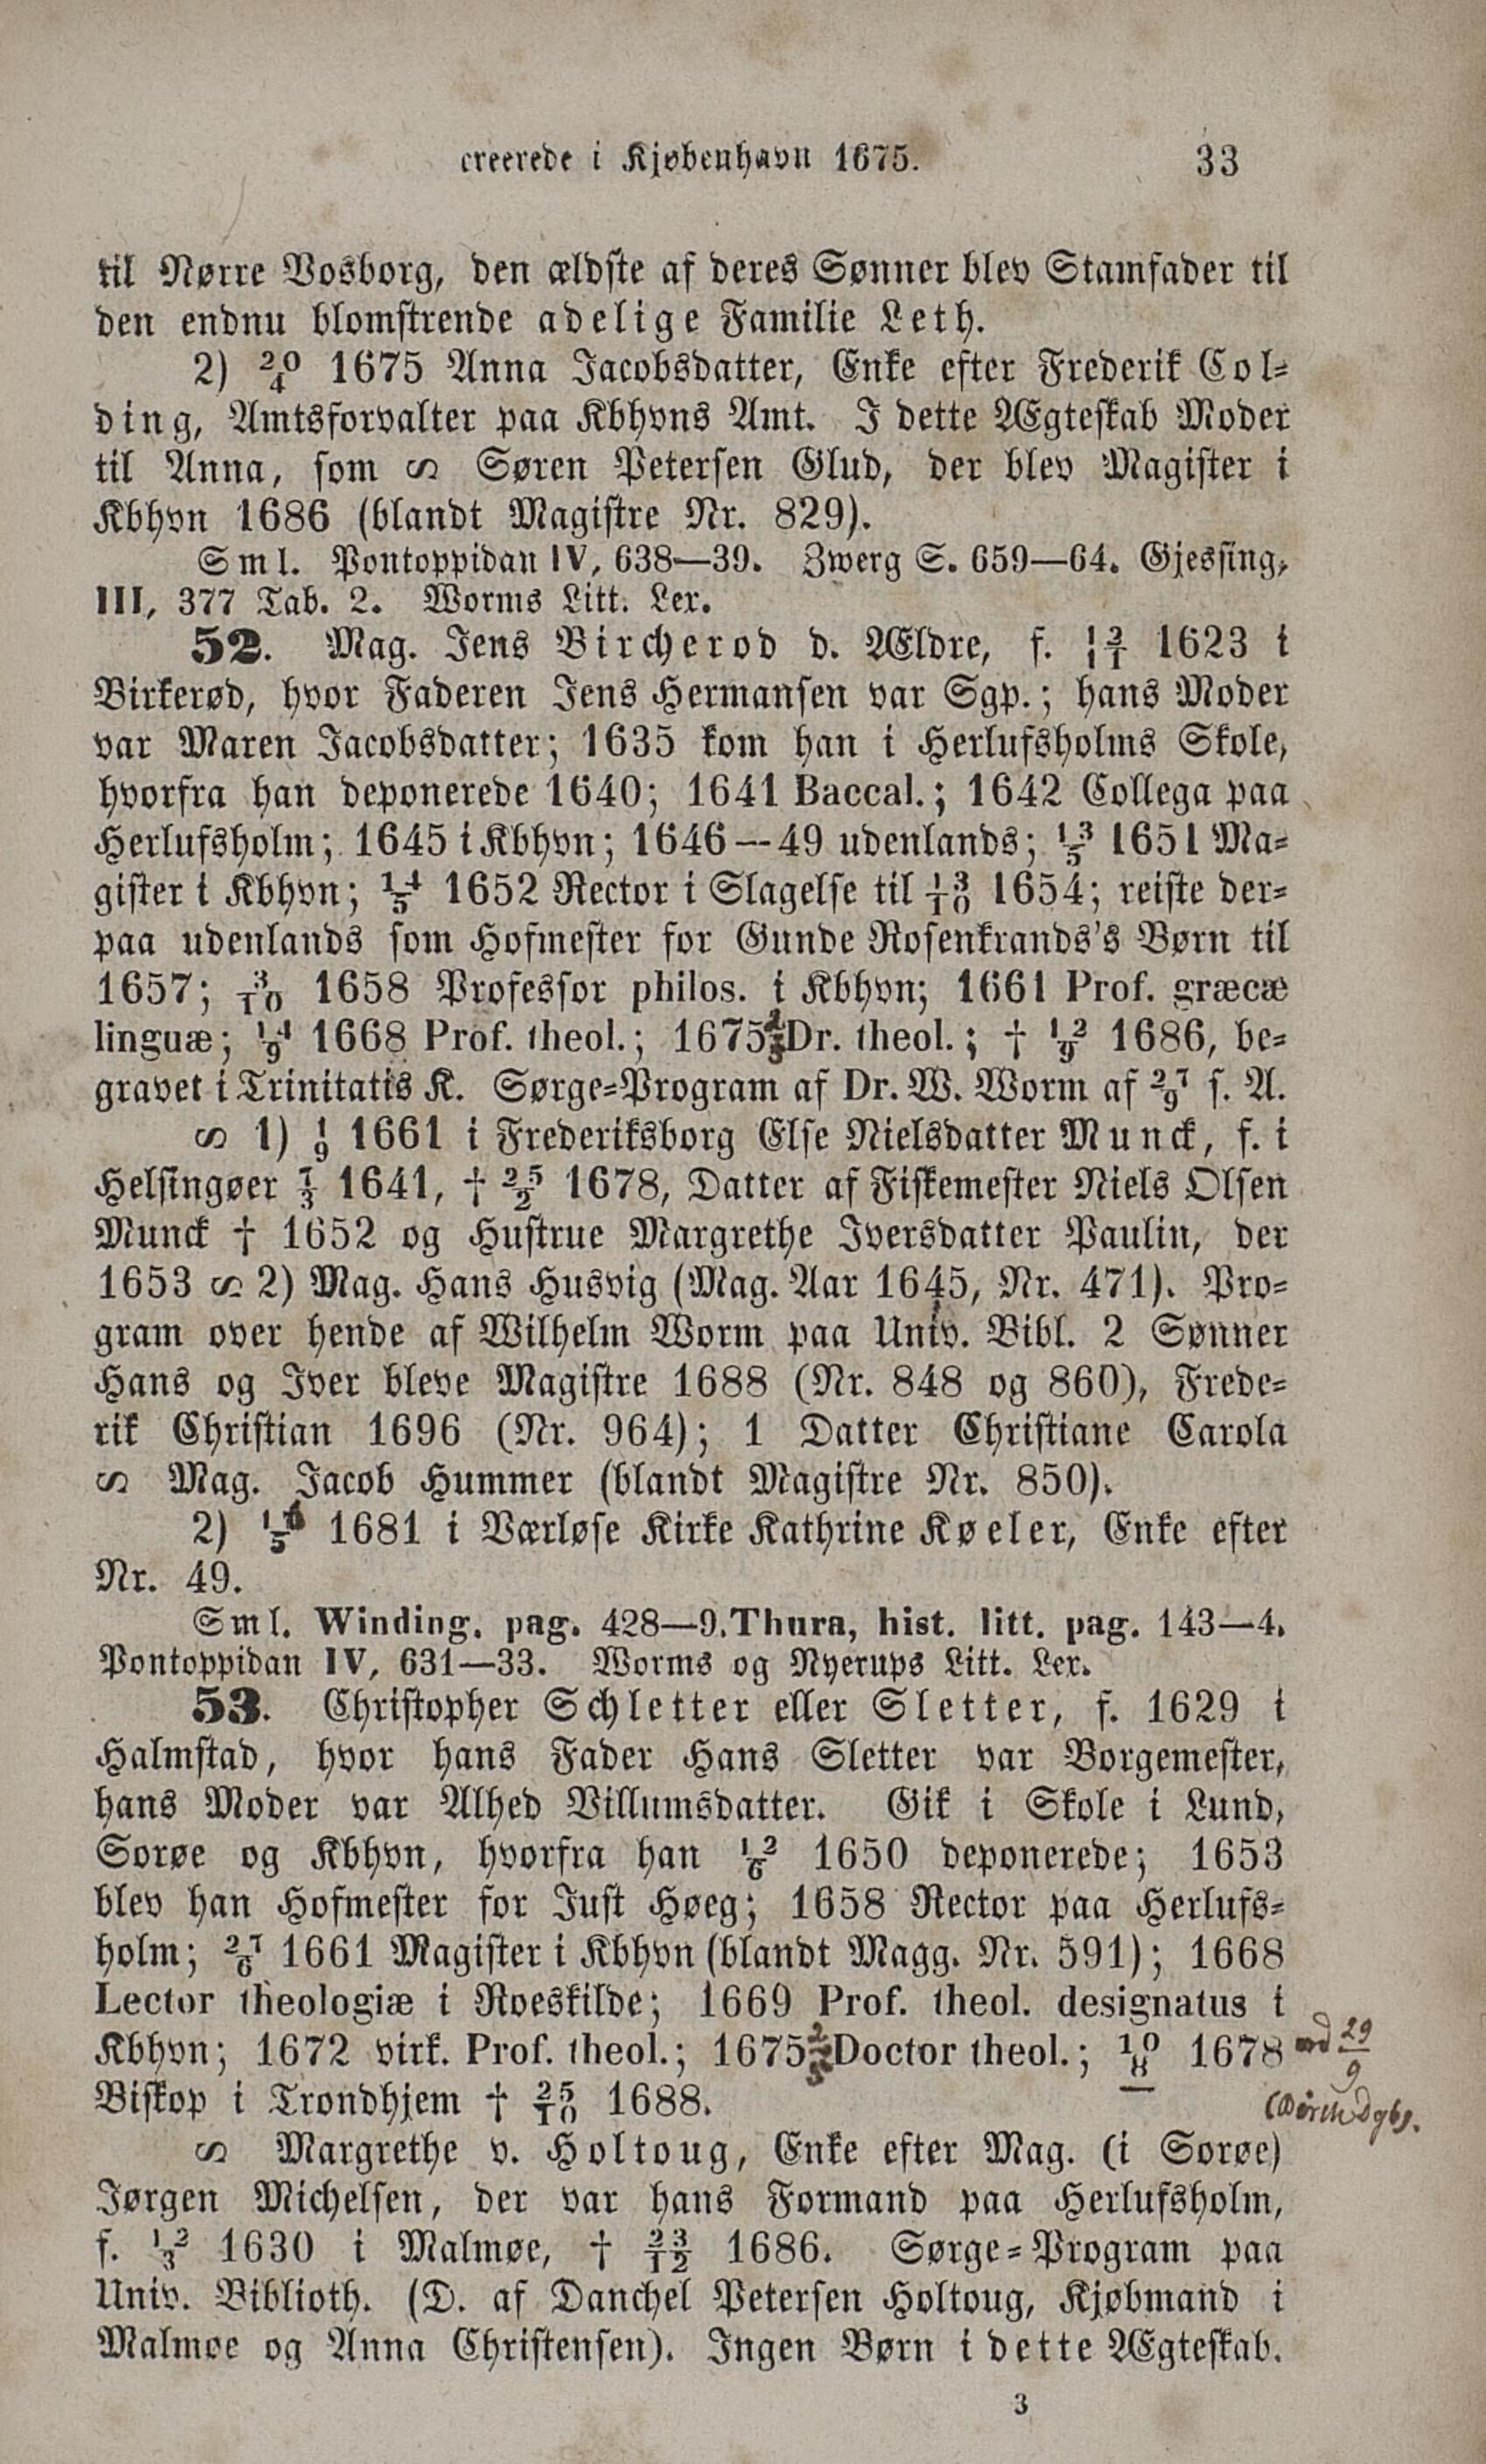 creerede i Kjøbenhavn 1675. 33
til Nørre Vosborg, den ældste af deres Sønner blev Stamfader til
den endnu blomstrende adelige Familie Leth.
2) 20/4 1675 Anna Jacobsdatter, Enke efter Frederik Col-
ding, Amtsforvalter paa Kbhvns Amt. I dette Ægteskab Moder
til Anna, som ∽ Søren Petersen Glud, der blev Magister i
Kbhvn 1686 (blandt Magistre Nr. 829).
Sml. Pontoppidan IV, 638—39. Zwerg S. 659—64. Gjessing,
III, 377 Tab. 2. Worms Litt. Lex.
52. Mag. Jens Bircherod d. Ældre, f. 12/11 1623 i
Birkerød, hvor Faderen Jens Hermansen var Sgp.; hans Moder
var Maren Jacobsdatter; 1635 kom han i Herlufsholms Skole,
hvorfra han deponerede 1640; 1641 Baccal.; 1642 Collega paa
Herlufsholm; 1645 i Kbhvn; 1646—49 udenlands; 13/5 1651 Ma-
gister i Kbhvn; 14/5 1652 Rector i Slagelse til 13/10 1654; reiste der-
paa udenlands som Hofmester for Gunde Rosenkrands's Børn til
1657; 3/10 1658 Professor philos. i Kbhvn; 1661 Prof. græcæ
linguæ; 14/9 1668 Prof. theol.; 1675 Dr. theol.; † 12/9 1686, be-
gravet i Trinitatis K. Sørge-Program af Dr. W. Worm af 27/9 s. A.
∽ 1) 1/9 1661 i Frederiksborg Else Nielsdatter Munck, f. i
Helsingøer 7/3 1641, † 25/2 1678, Datter af Fiskemester Niels Olsen
Munck † 1652 og Hustrue Margrethe Iversdatter Paulin, der
1653 ∽ 2) Mag. Hans Husvig (Mag. Aar 1645, Nr. 471). Pro-
gram over hende af Wilhelm Worm paa Univ. Bibl. 2 Sønner
Hans og Iver bleve Magistre 1688 (Nr. 848 og 860), Frede-
rik Christian 1696 (Nr. 964); 1 Datter Christiane Carola
∽ Mag. Jacob Hummer (blandt Magistre Nr. 850).
2) 1681 i Værløse Kirke Kathrine Køeler, Enke efter
Nr. 49.
Sml. Winding. pag. 428—9. Thura, hist. litt. pag. 143—4.
Pontoppidan IV, 631—33. Worms og Nyerups Litt. Lex.
53. Christopher Schletter eller Sletter, f. 1629 i
Halmstad, hvor hans Fader Hans Sletter var Borgemester,
hans Moder var Alhed Villumsdatter. Gik i Skole i Lund,
Sorøe og Kbhvn, hvorfra han 12/6 1650 deponerede; 1653
blev han Hofmester for Just Høeg; 1658 Rector paa Herlufs-
holm; 27/6 1661 Magister i Kbhvn (blandt Magg. Nr. 591); 1668
Lector theologiæ i Roeskilde; 1669 Prof. theol. designatus i
Kbhvn; 1672 virk. Prof. theol.; 1675 Doctor theol.; 10/8 1678 ord 29/9
Biskop i Trondhjem † 25/10 1688.
∽ Margrethe v. Holtoug, Enke efter Mag. (i Sorøe)
Jørgen Michelsen, der var hans Formand paa Herlufsholm,
f. 12/3 1630 i Malmøe, † 23/12 1686. Sørge-Program paa
Univ. Biblioth. (D. af Danchel Petersen Holtoug, Kjøbmand i
Malmøe og Anna Christensen). Ingen Børn i dette Ægteskab.
3